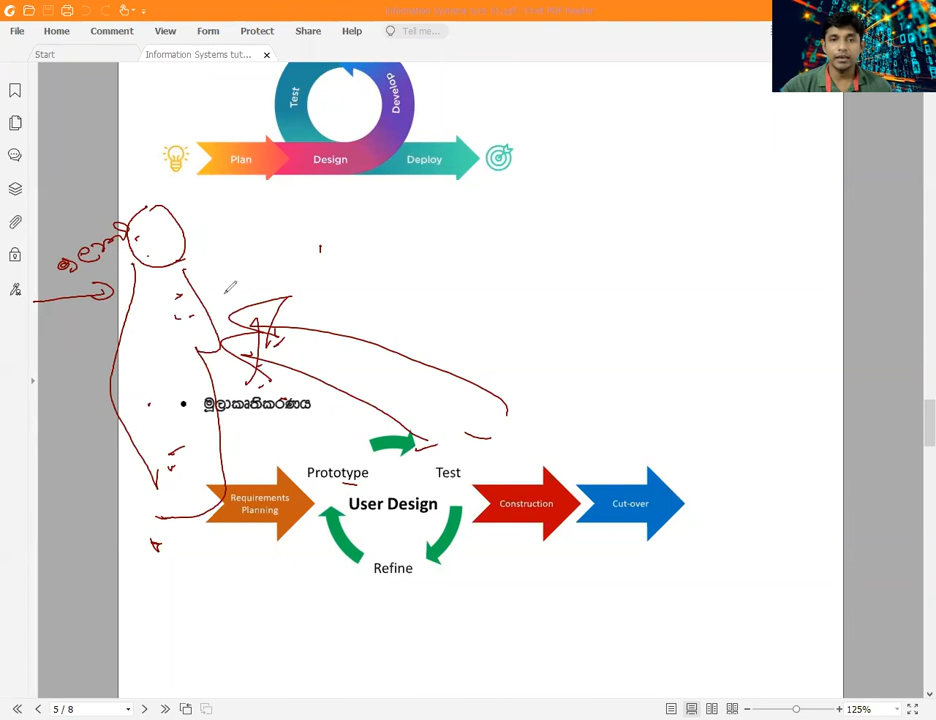 File Home Comment View Form Protect Share Help Tell me...
Start Information Systems tut...
Test
Develop
Plan Design Deploy
මූලාකෘතිකරණය
Prototype Test
Requirements Planning
User Design
Construction Cut-over
Refine
5 / 8
125%